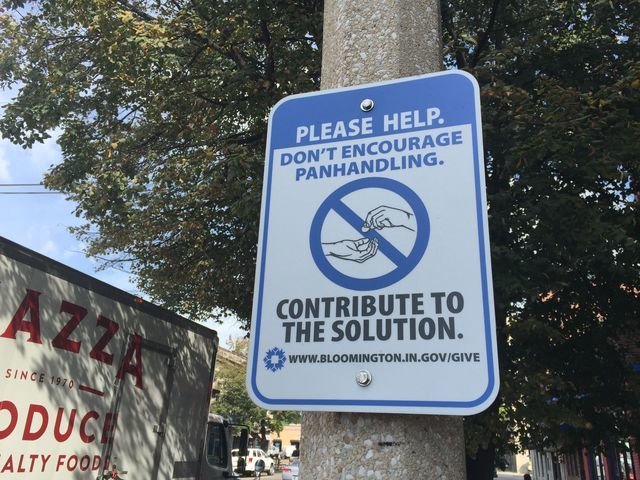 PLEASE HELP.
DON'T ENCOURAGE
PANHANDLING.
CONTRIBUTE TO
THE SOLUTION.
WWW.BLOOMINGTON.IN.GOV/GIVE
AZZA
SINCE 1970
ODUCE
ALTY FOOD